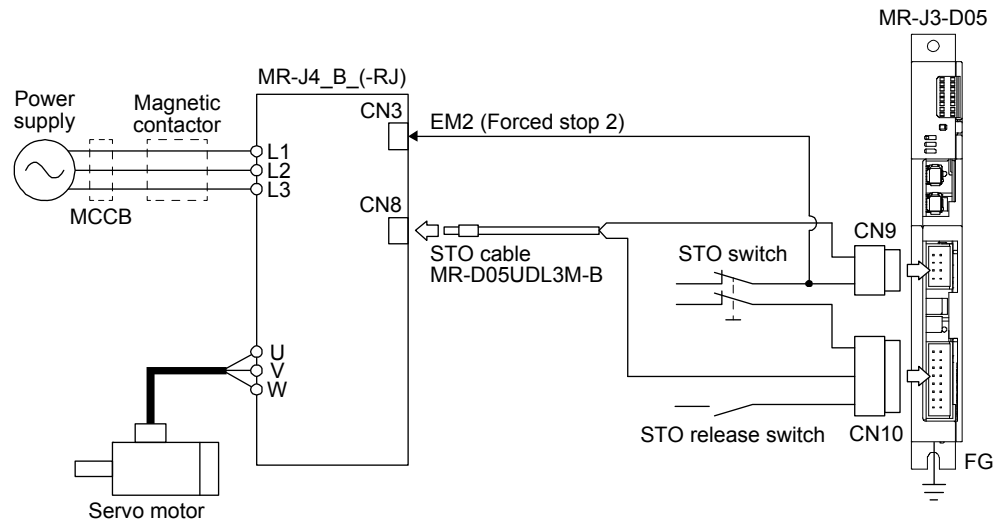 MR-J3-D05
MR-J4_B_(-RJ)
Power
supply
Magnetic
contactor
CN3
EM2 (Forced stop 2)
L1
L2
L3
MCCB
CN8
CN9
STO cable
MR-D05UDL3M-B
STO switch
U
V
W
STO release switch
CN10
FG
Servo motor